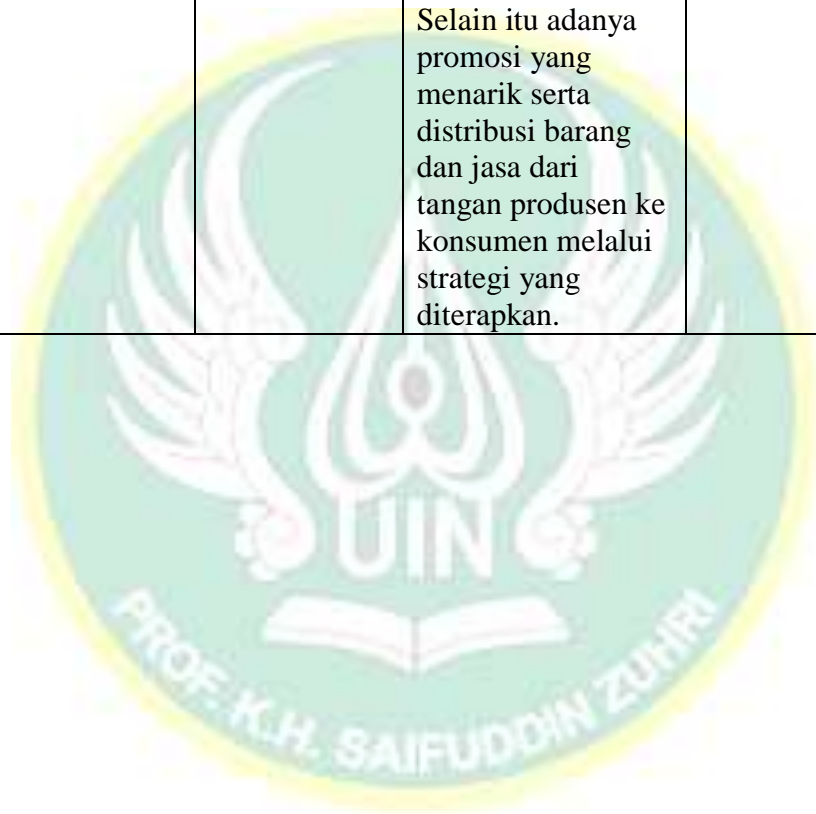 Selain itu adanya
promosi yang
menarik serta
distribusi barang
dan jasa dari
tangan produsen ke
konsumen melalui
strategi yang
diterapkan.
UIN
PROF. K.H. SAIFUDDIN ZUHRI